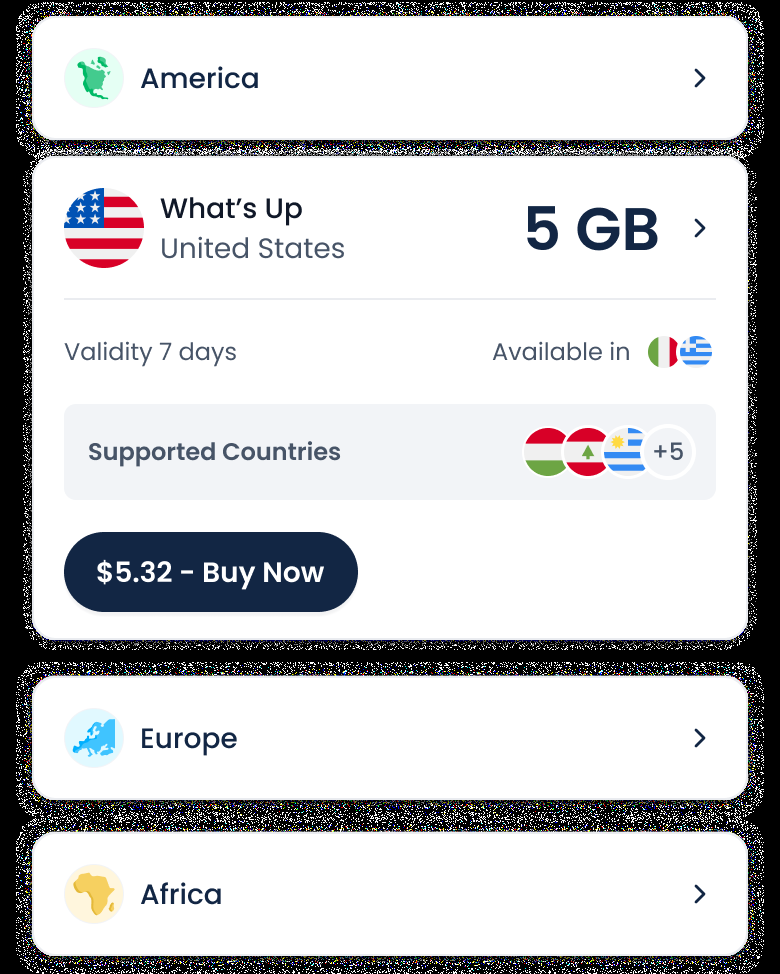 America
What’s Up
United States
5 GB
Validity 7 days
Available in
Supported Countries
+5
$5.32 - Buy Now
Europe
Africa